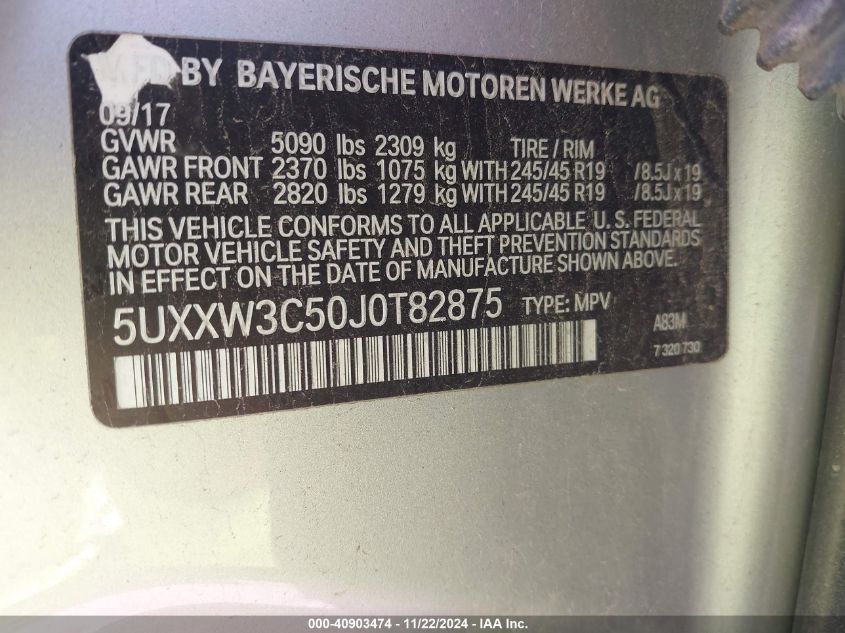 MFD BY BAYERISCHE MOTOREN WERKE AG
09/17
GVWR 5090 lbs 2309 kg TIRE / RIM
GAWR FRONT 2370 lbs 1075 kg WITH 245/45 R19 / 8.5J x 19
GAWR REAR 2820 lbs 1279 kg WITH 245/45 R19 / 8.5J x 19
THIS VEHICLE CONFORMS TO ALL APPLICABLE U. S. FEDERAL
MOTOR VEHICLE SAFETY AND THEFT PREVENTION STANDARDS
IN EFFECT ON THE DATE OF MANUFACTURE SHOWN ABOVE.
5UXXW3C50J0T82875 TYPE: MPV A83M
7 320 730
000-40903474 - 11/22/2024 - IAA Inc.